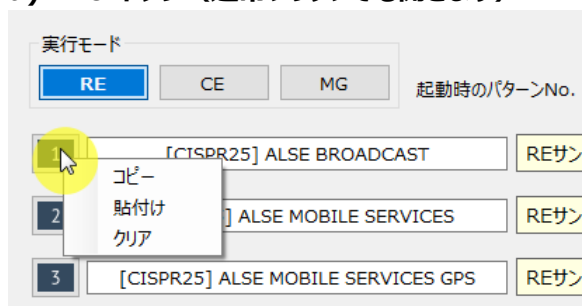 実行モード
RE CE MG 起動時のパターンNo.
1 [CISPR25] ALSE BROADCAST REサン
コピー
貼付け
2 ] ALSE MOBILE SERVICES REサン
クリア
3 [CISPR25] ALSE MOBILE SERVICES GPS REサン